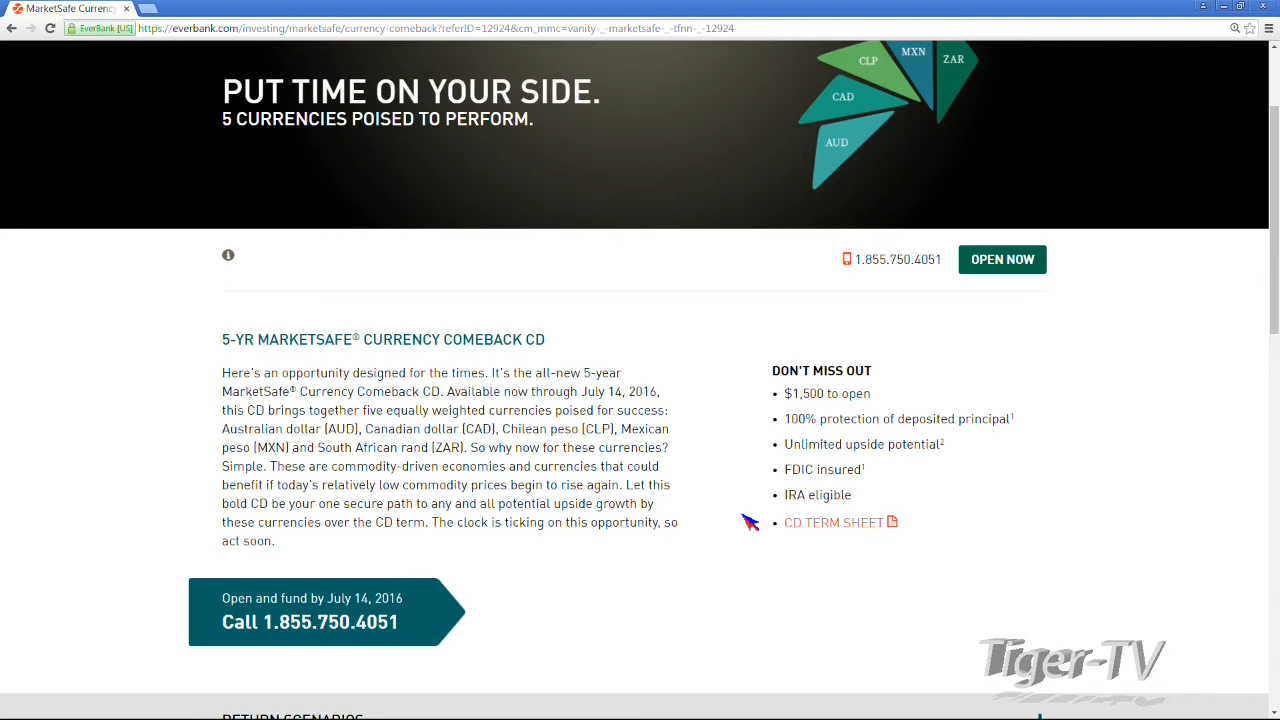 MarketSafe Currency
EverBank [US]
https://everbank.com/investing/marketsafe/currency-comeback?referID=12924&cm_mmc=vanity-_-marketsafe-_-tfnn-_-12924
PUT TIME ON YOUR SIDE.
5 CURRENCIES POISED TO PERFORM.
CLP
MXN
ZAR
CAD
AUD
1.855.750.4051
OPEN NOW
5-YR MARKETSAFE® CURRENCY COMEBACK CD
Here's an opportunity designed for the times. It's the all-new 5-year
MarketSafe® Currency Comeback CD. Available now through July 14, 2016,
this CD brings together five equally weighted currencies poised for success:
Australian dollar (AUD), Canadian dollar (CAD), Chilean peso (CLP), Mexican
peso (MXN) and South African rand (ZAR). So why now for these currencies?
Simple. These are commodity-driven economies and currencies that could
benefit if today's relatively low commodity prices begin to rise again. Let this
bold CD be your one secure path to any and all potential upside growth by
these currencies over the CD term. The clock is ticking on this opportunity, so
act soon.
DON'T MISS OUT
• $1,500 to open
• 100% protection of deposited principal¹
• Unlimited upside potential²
• FDIC insured¹
• IRA eligible
• CD TERM SHEET
Open and fund by July 14, 2016
Call 1.855.750.4051
Tiger-TV
RETURN SCENARIOS